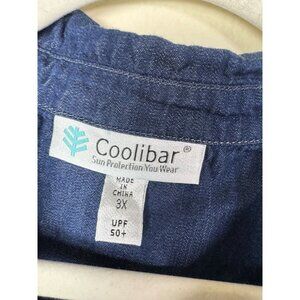 Coolibar®
Sun Protection You Wear
MADE
IN
CHINA
3X
UPF
50+